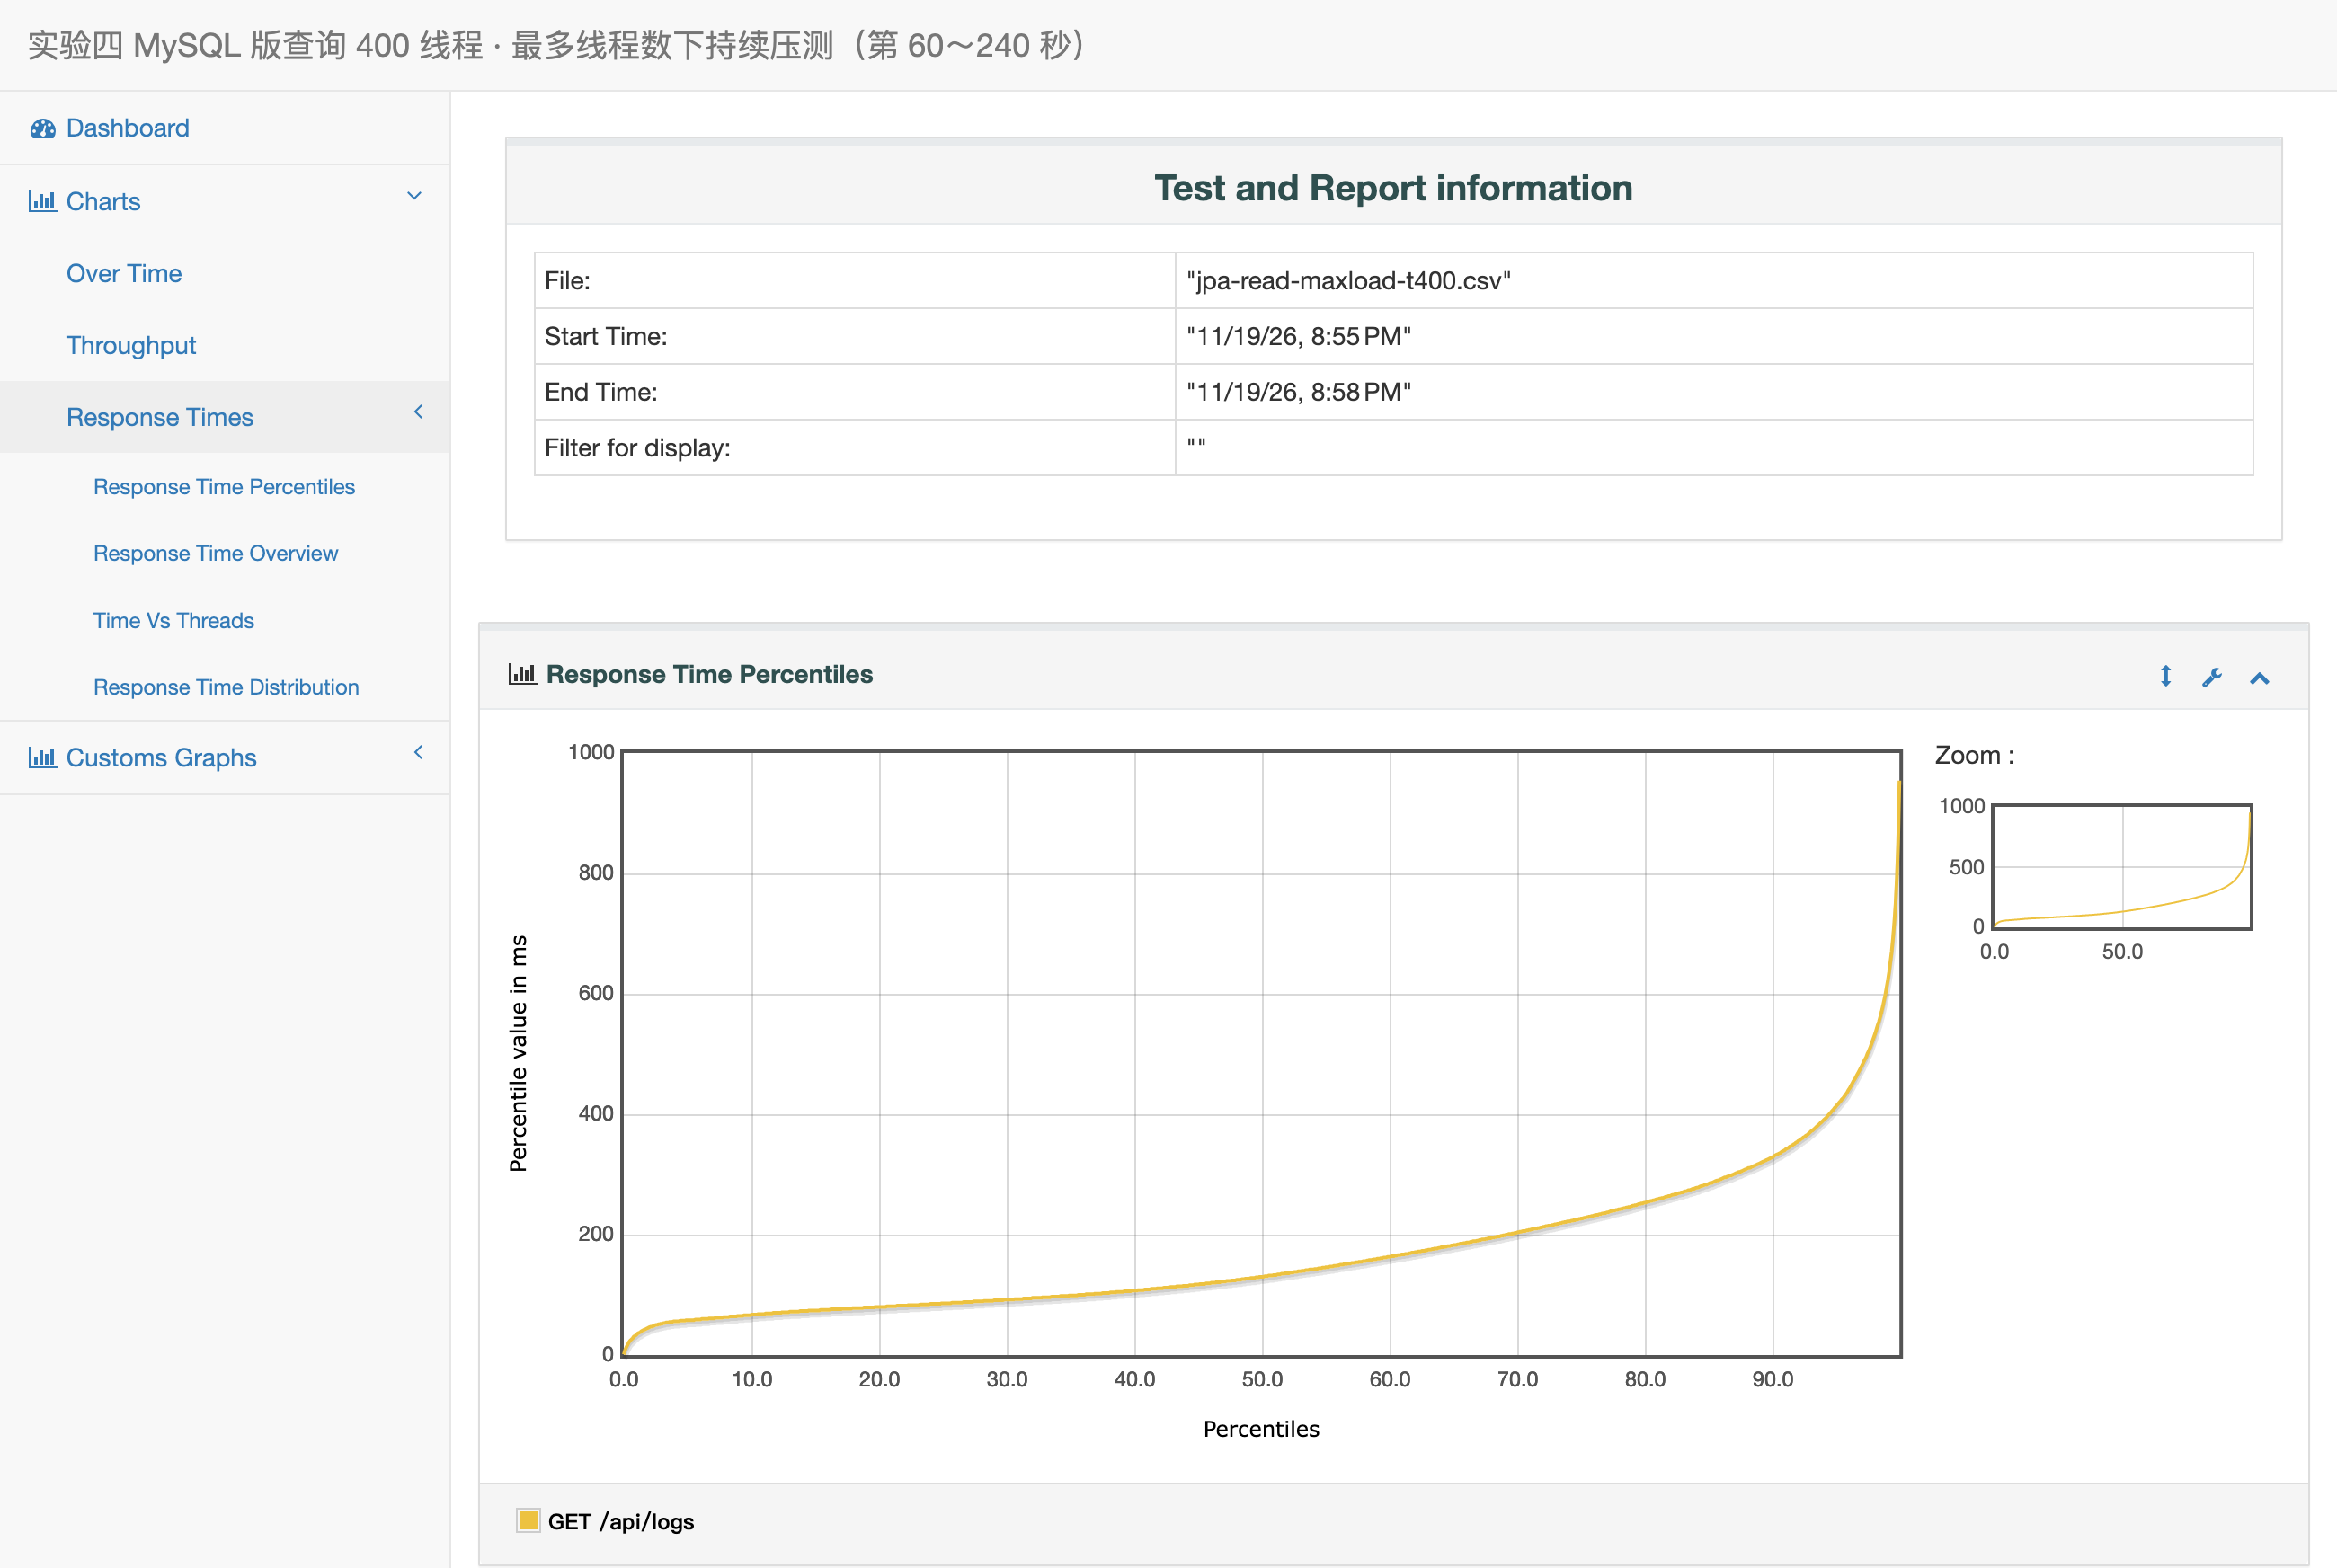 实验四 MySQL 版查询 400 线程 · 最多线程数下持续压测（第 60～240 秒）
Dashboard
Charts
Over Time
Throughput
Response Times
Response Time Percentiles
Response Time Overview
Time Vs Threads
Response Time Distribution
Customs Graphs
Test and Report information
File: "jpa-read-maxload-t400.csv"
Start Time: "11/19/26, 8:55 PM"
End Time: "11/19/26, 8:58 PM"
Filter for display: ""
Response Time Percentiles
Percentile value in ms
1000
800
600
400
200
0
0.0 10.0 20.0 30.0 40.0 50.0 60.0 70.0 80.0 90.0
Percentiles
Zoom :
1000
500
0
0.0 50.0
GET /api/logs